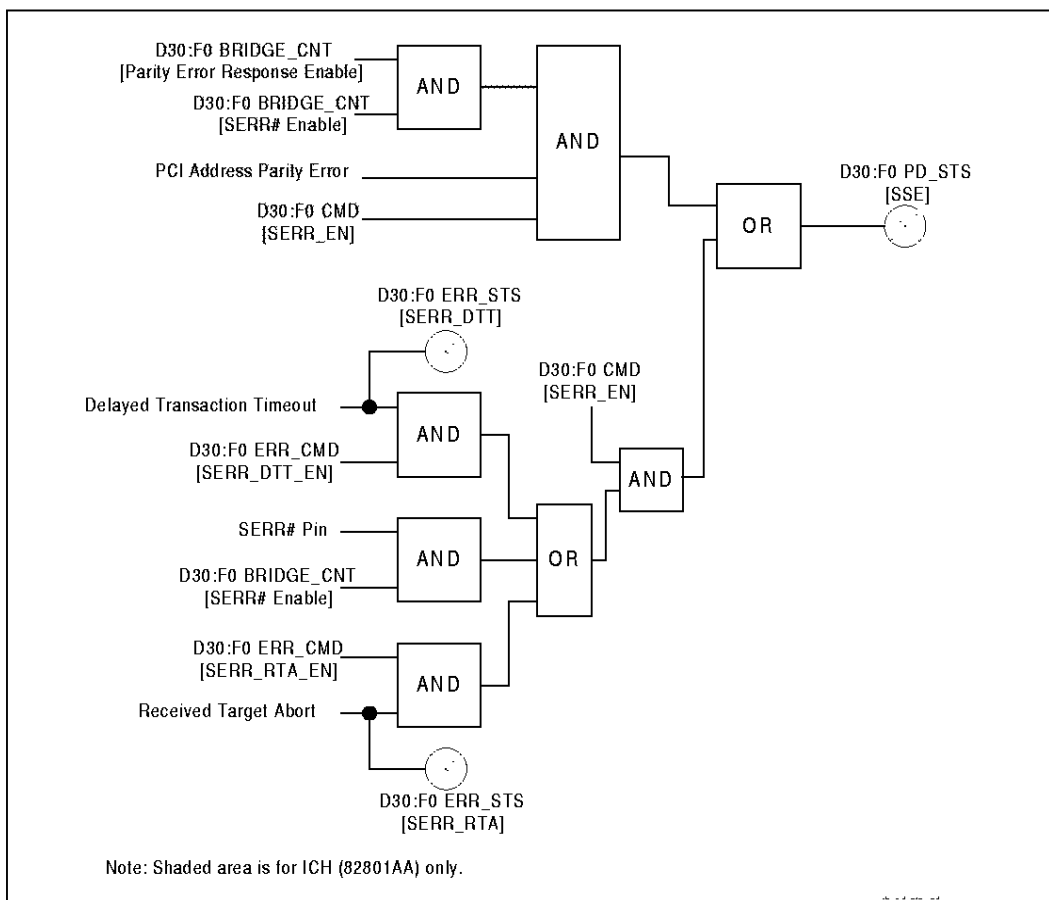 D30:F0 BRIDGE_CNT
[Parity Error Response Enable]
AND
D30:F0 BRIDGE_CNT
[SERR# Enable]
AND
PCI Address Parity Error
D30:F0 CMD
[SERR_EN]
D30:F0 PD_STS
[SSE]
OR
D30:F0 ERR_STS
[SERR_DTT]
D30:F0 CMD
[SERR_EN]
Delayed Transaction Timeout
AND
D30:F0 ERR_CMD
[SERR_DTT_EN]
AND
SERR# Pin
AND
OR
D30:F0 BRIDGE_CNT
[SERR# Enable]
D30:F0 ERR_CMD
[SERR_RTA_EN]
AND
Received Target Abort
D30:F0 ERR_STS
[SERR_RTA]
Note: Shaded area is for ICH (82801AA) only.